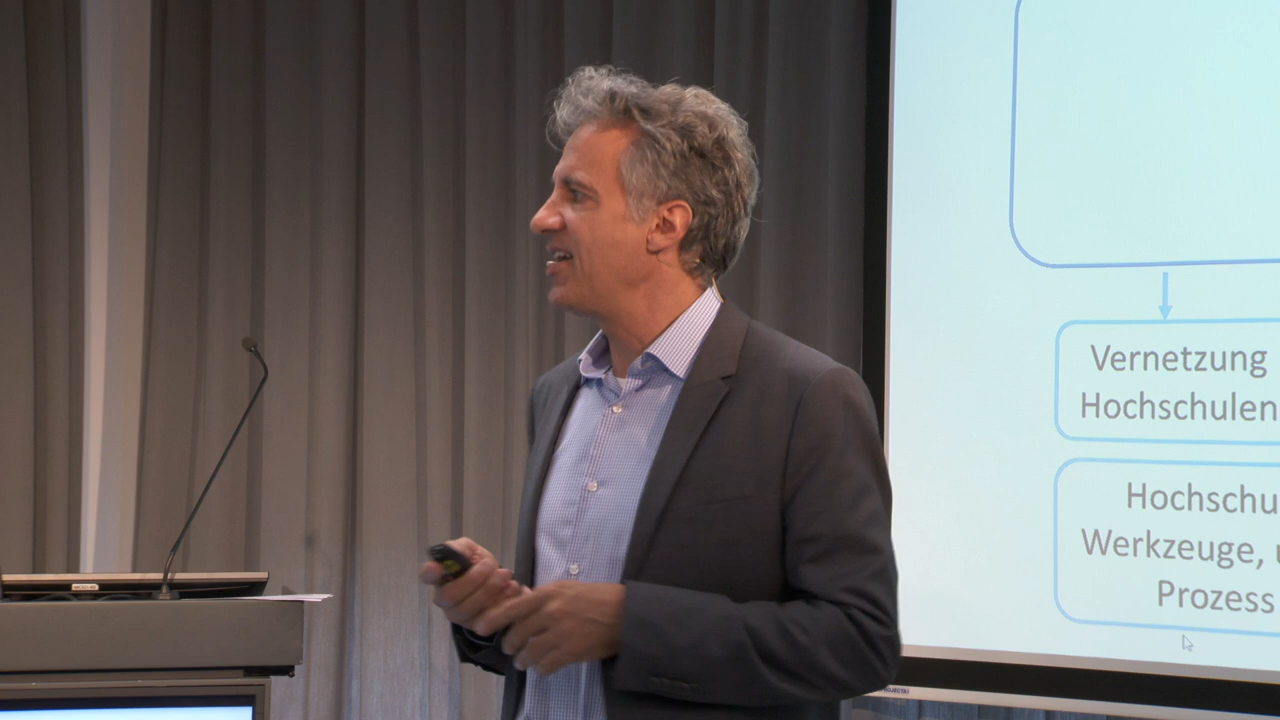 Vernetzung
Hochschulen
Hochschu
Werkzeuge, u
Prozess